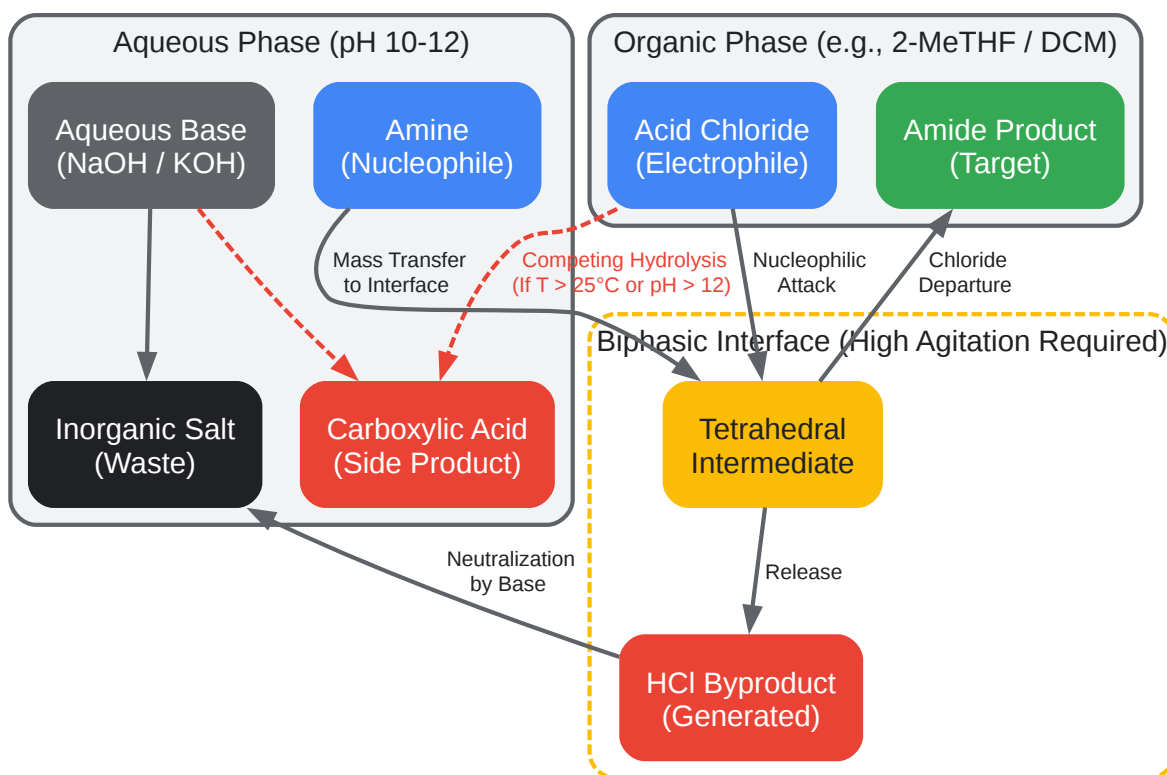 Aqueous Phase (pH 10-12)
Organic Phase (e.g., 2-MeTHF / DCM)
Aqueous Base
(NaOH / KOH)
Amine
(Nucleophile)
Acid Chloride
(Electrophile)
Amide Product
(Target)
Mass Transfer
to Interface
Competing Hydrolysis
(If T > 25°C or pH > 12)
Nucleophilic
Attack
Chloride
Departure
Biphasic Interface (High Agitation Required)
Inorganic Salt
(Waste)
Carboxylic Acid
(Side Product)
Tetrahedral
Intermediate
Neutralization
by Base
Release
HCl Byproduct
(Generated)